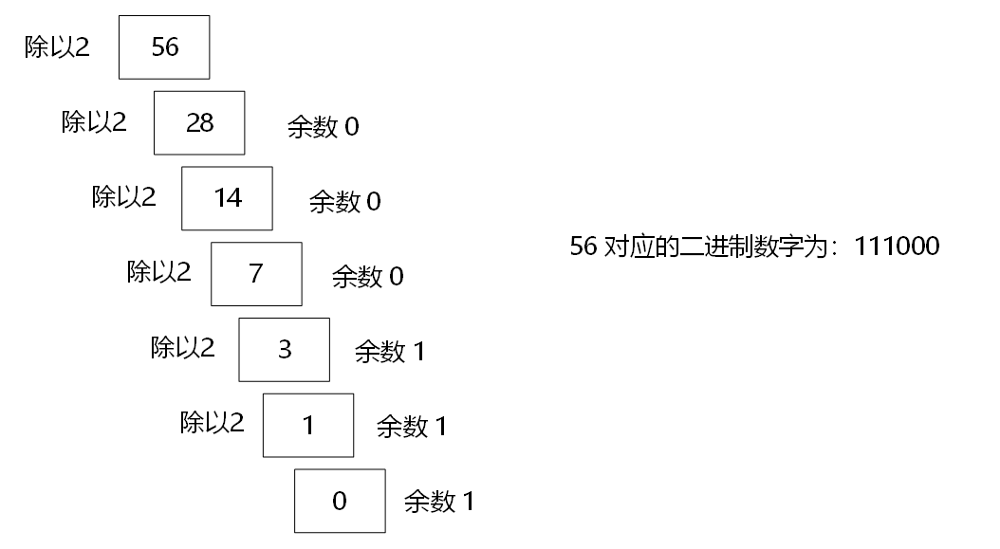 除以2 56
除以2 28 余数 0
除以2 14 余数 0
除以2 7 余数 0
56 对应的二进制数字为：111000
除以2 3 余数 1
除以2 1 余数 1
0 余数 1